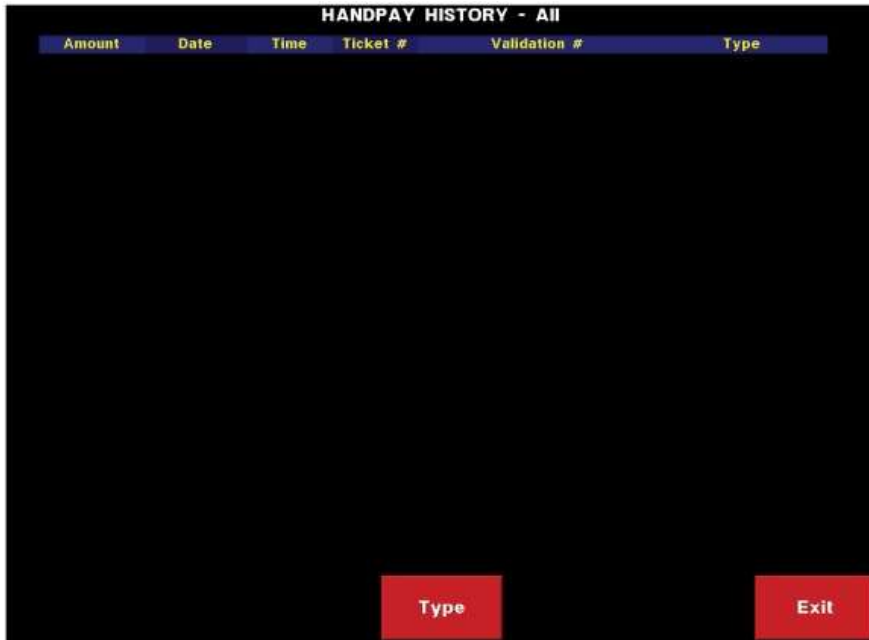 HANDPAY HISTORY - All
Amount Date Time Ticket # Validation # Type
Type Exit